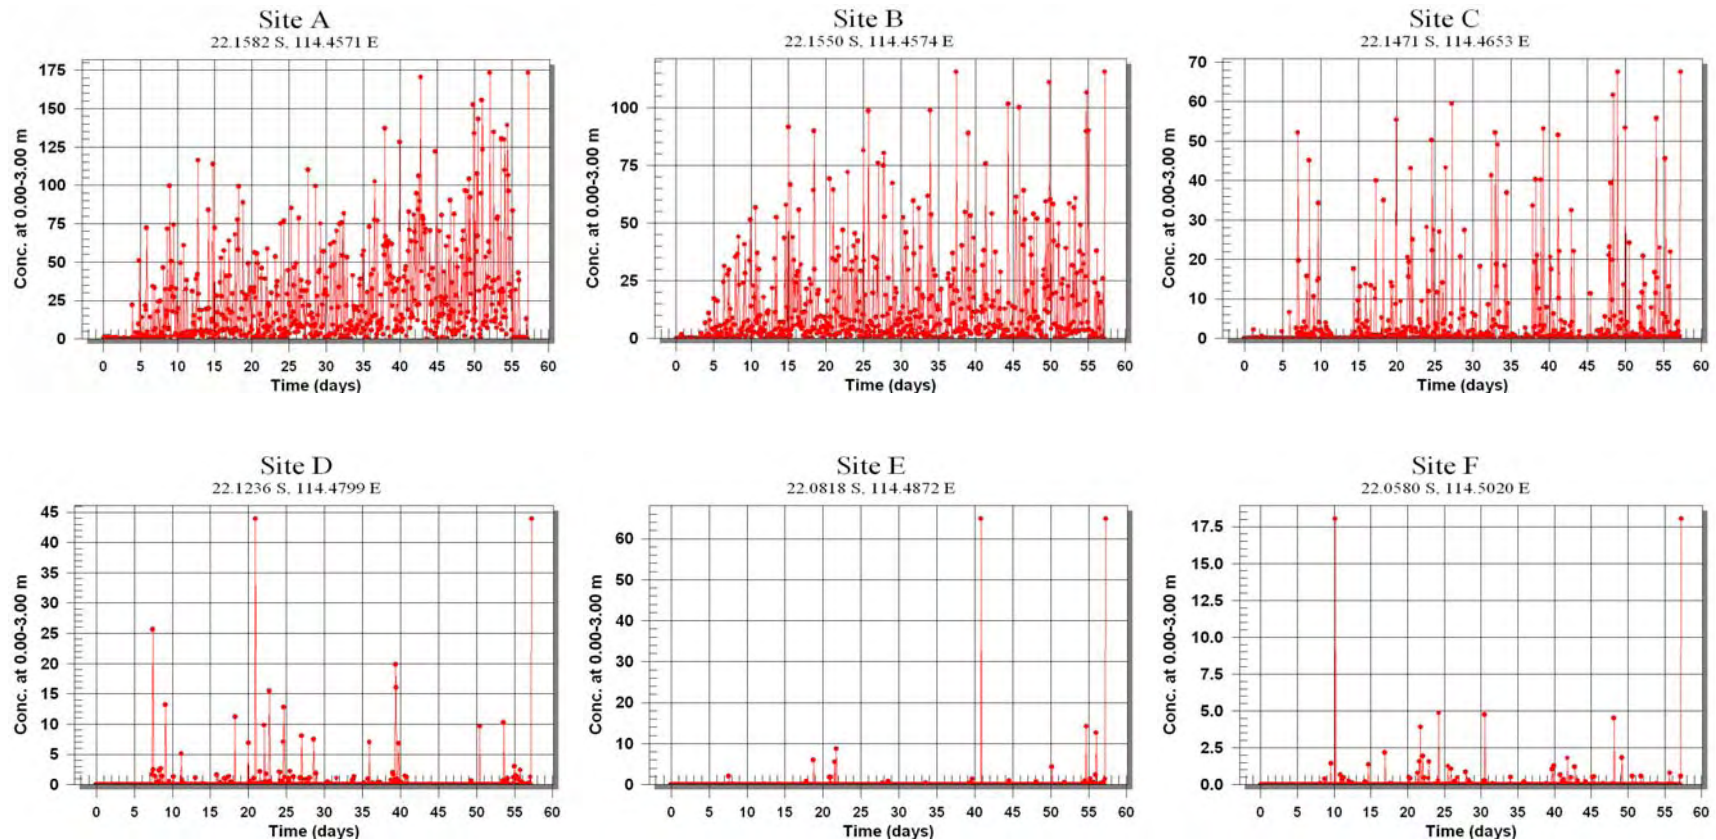 Site A
22.1582 S, 114.4571 E
Conc. at 0.00-3.00 m
175
150
125
100
75
50
25
0
0 5 10 15 20 25 30 35 40 45 50 55 60
Time (days)
Site B
22.1550 S, 114.4574 E
Conc. at 0.00-3.00 m
100
75
50
25
0
0 5 10 15 20 25 30 35 40 45 50 55 60
Time (days)
Site C
22.1471 S, 114.4653 E
Conc. at 0.00-3.00 m
70
60
50
40
30
20
10
0
0 5 10 15 20 25 30 35 40 45 50 55 60
Time (days)
Site D
22.1236 S, 114.4799 E
Conc. at 0.00-3.00 m
45
40
35
30
25
20
15
10
5
0
0 5 10 15 20 25 30 35 40 45 50 55 60
Time (days)
Site E
22.0818 S, 114.4872 E
Conc. at 0.00-3.00 m
60
50
40
30
20
10
0
0 5 10 15 20 25 30 35 40 45 50 55 60
Time (days)
Site F
22.0580 S, 114.5020 E
Conc. at 0.00-3.00 m
17.5
15.0
12.5
10.0
7.5
5.0
2.5
0.0
0 5 10 15 20 25 30 35 40 45 50 55 60
Time (days)